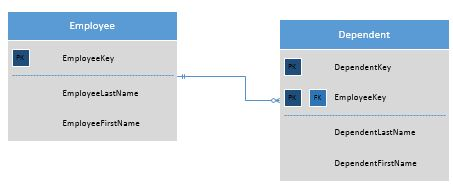 Employee
PK EmployeeKey
EmployeeLastName
EmployeeFirstName
Dependent
PK DependentKey
PK FK EmployeeKey
DependentLastName
DependentFirstName